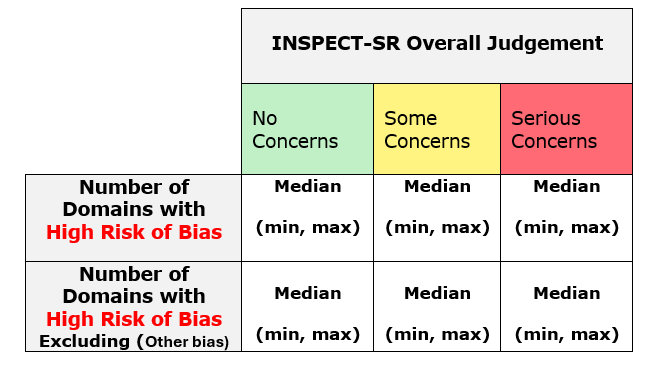 INSPECT-SR Overall Judgement
No
Concerns
Some
Concerns
Serious
Concerns
Number of
Domains with
High Risk of Bias
Median
(min, max)
Median
(min, max)
Median
(min, max)
Number of
Domains with
High Risk of Bias
Excluding (Other bias)
Median
(min, max)
Median
(min, max)
Median
(min, max)